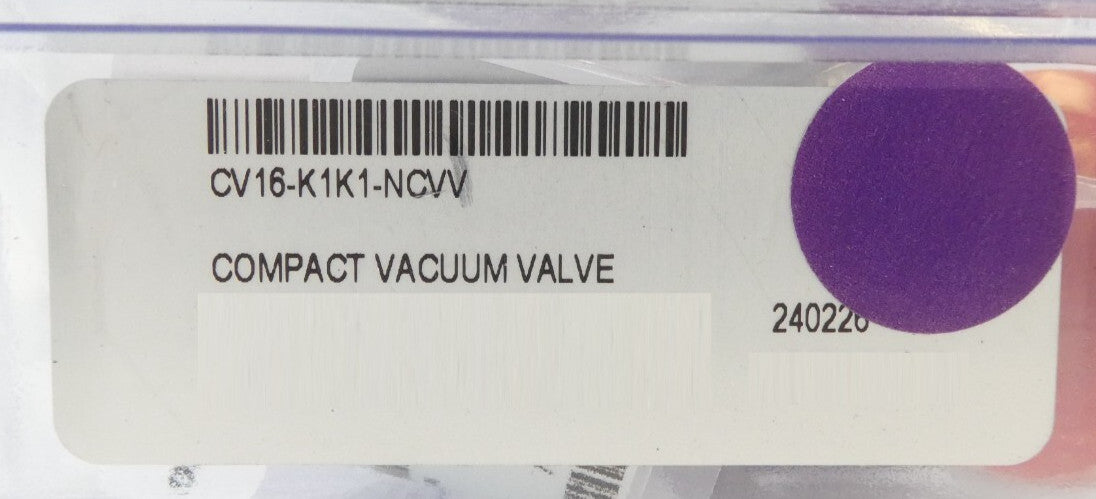 CV16-K1K1-NCVV
COMPACT VACUUM VALVE
240226